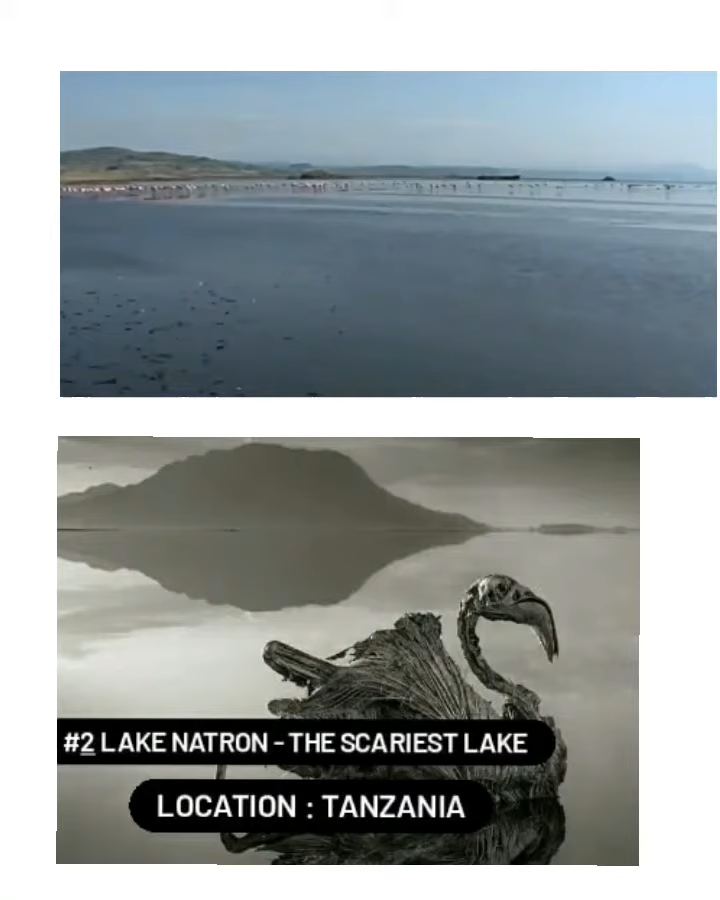 #2 LAKE NATRON - THE SCARIEST LAKE
LOCATION : TANZANIA